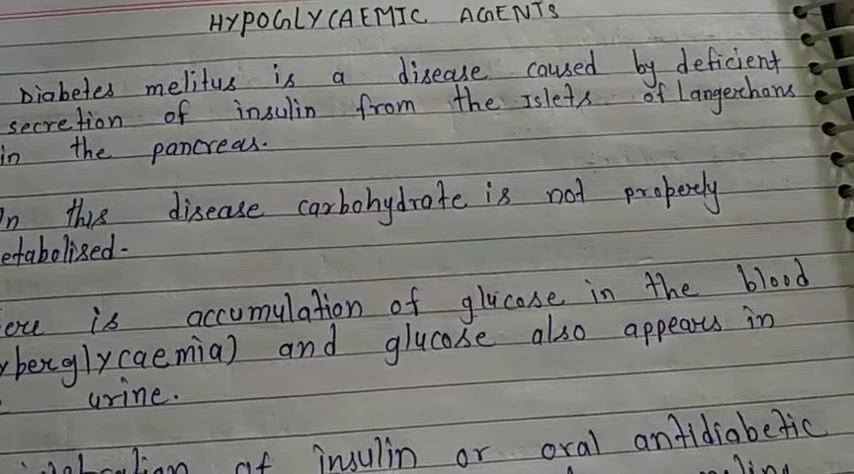 HYPOGLYCAEMIC AGENTS
Diabetes melitus is a disease caused by deficient
secretion of insulin from the Islets of Langerhans
in the pancreas.
In this disease carbohydrate is not properly
etabolised-
ere is accumulation of glucose in the blood
yperglycaemia) and glucose also appears in
urine.
of insulin or oral antidiabetic